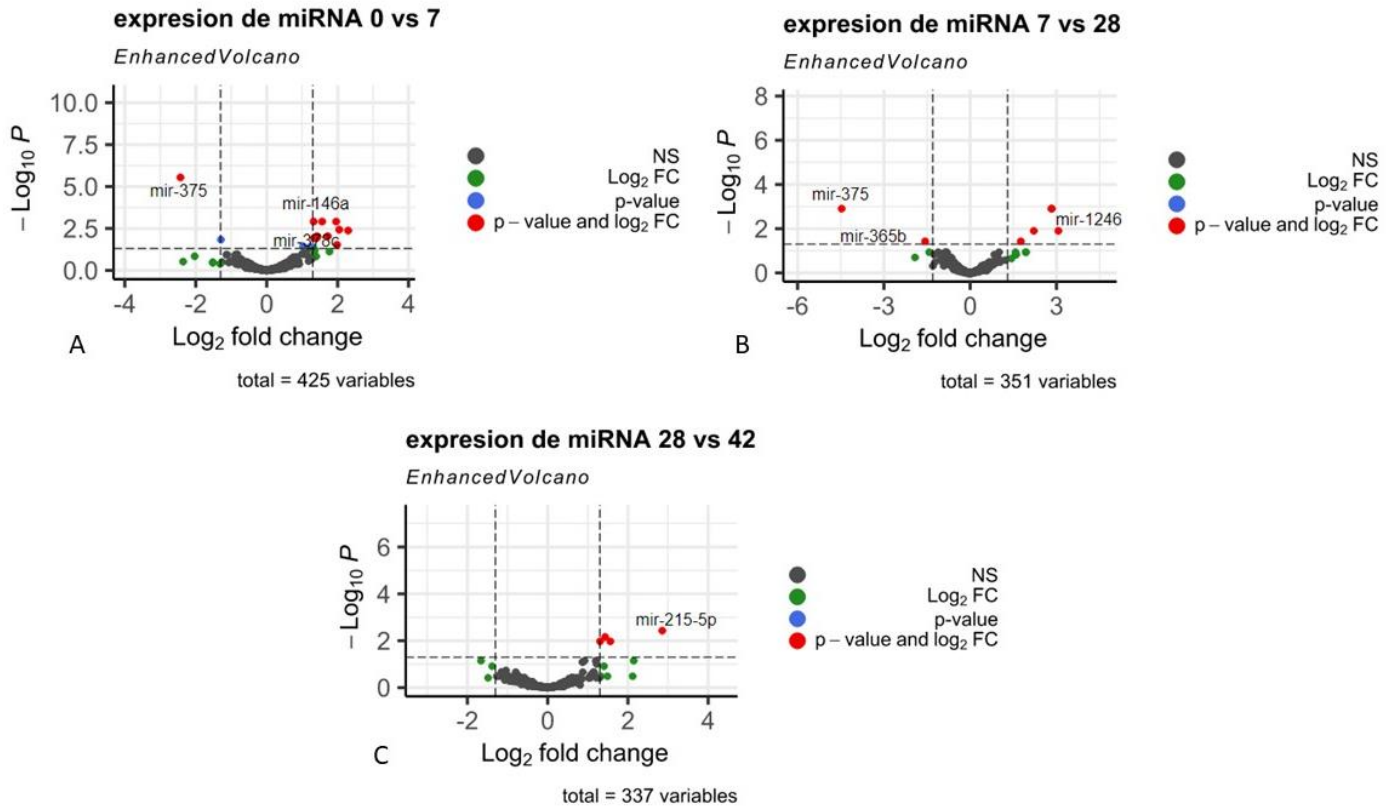 expresion de miRNA 0 vs 7
EnhancedVolcano
10.0
7.5
5.0
2.5
0.0
– Log10 P
mir-375
mir-146a
-4 -2 0 2 4
Log2 fold change
total = 425 variables
NS
Log2 FC
p-value
p – value and log2 FC
A
expresion de miRNA 7 vs 28
EnhancedVolcano
8
6
4
2
0
– Log10 P
mir-375
mir-1246
mir-365b
-6 -3 0 3
Log2 fold change
total = 351 variables
NS
Log2 FC
p-value
p – value and log2 FC
B
expresion de miRNA 28 vs 42
EnhancedVolcano
6
4
2
0
– Log10 P
mir-215-5p
-2 0 2 4
Log2 fold change
total = 337 variables
NS
Log2 FC
p-value
p – value and log2 FC
C